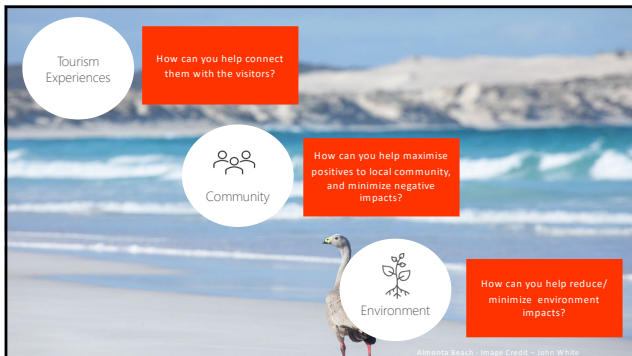 Tourism
Experiences
How can you help connect
them with the visitors?
Community
How can you help maximise
positives to local community,
and minimize negative
impacts?
Environment
How can you help reduce/
minimize environment
impacts?
Almonta Beach - Image Credit – John White